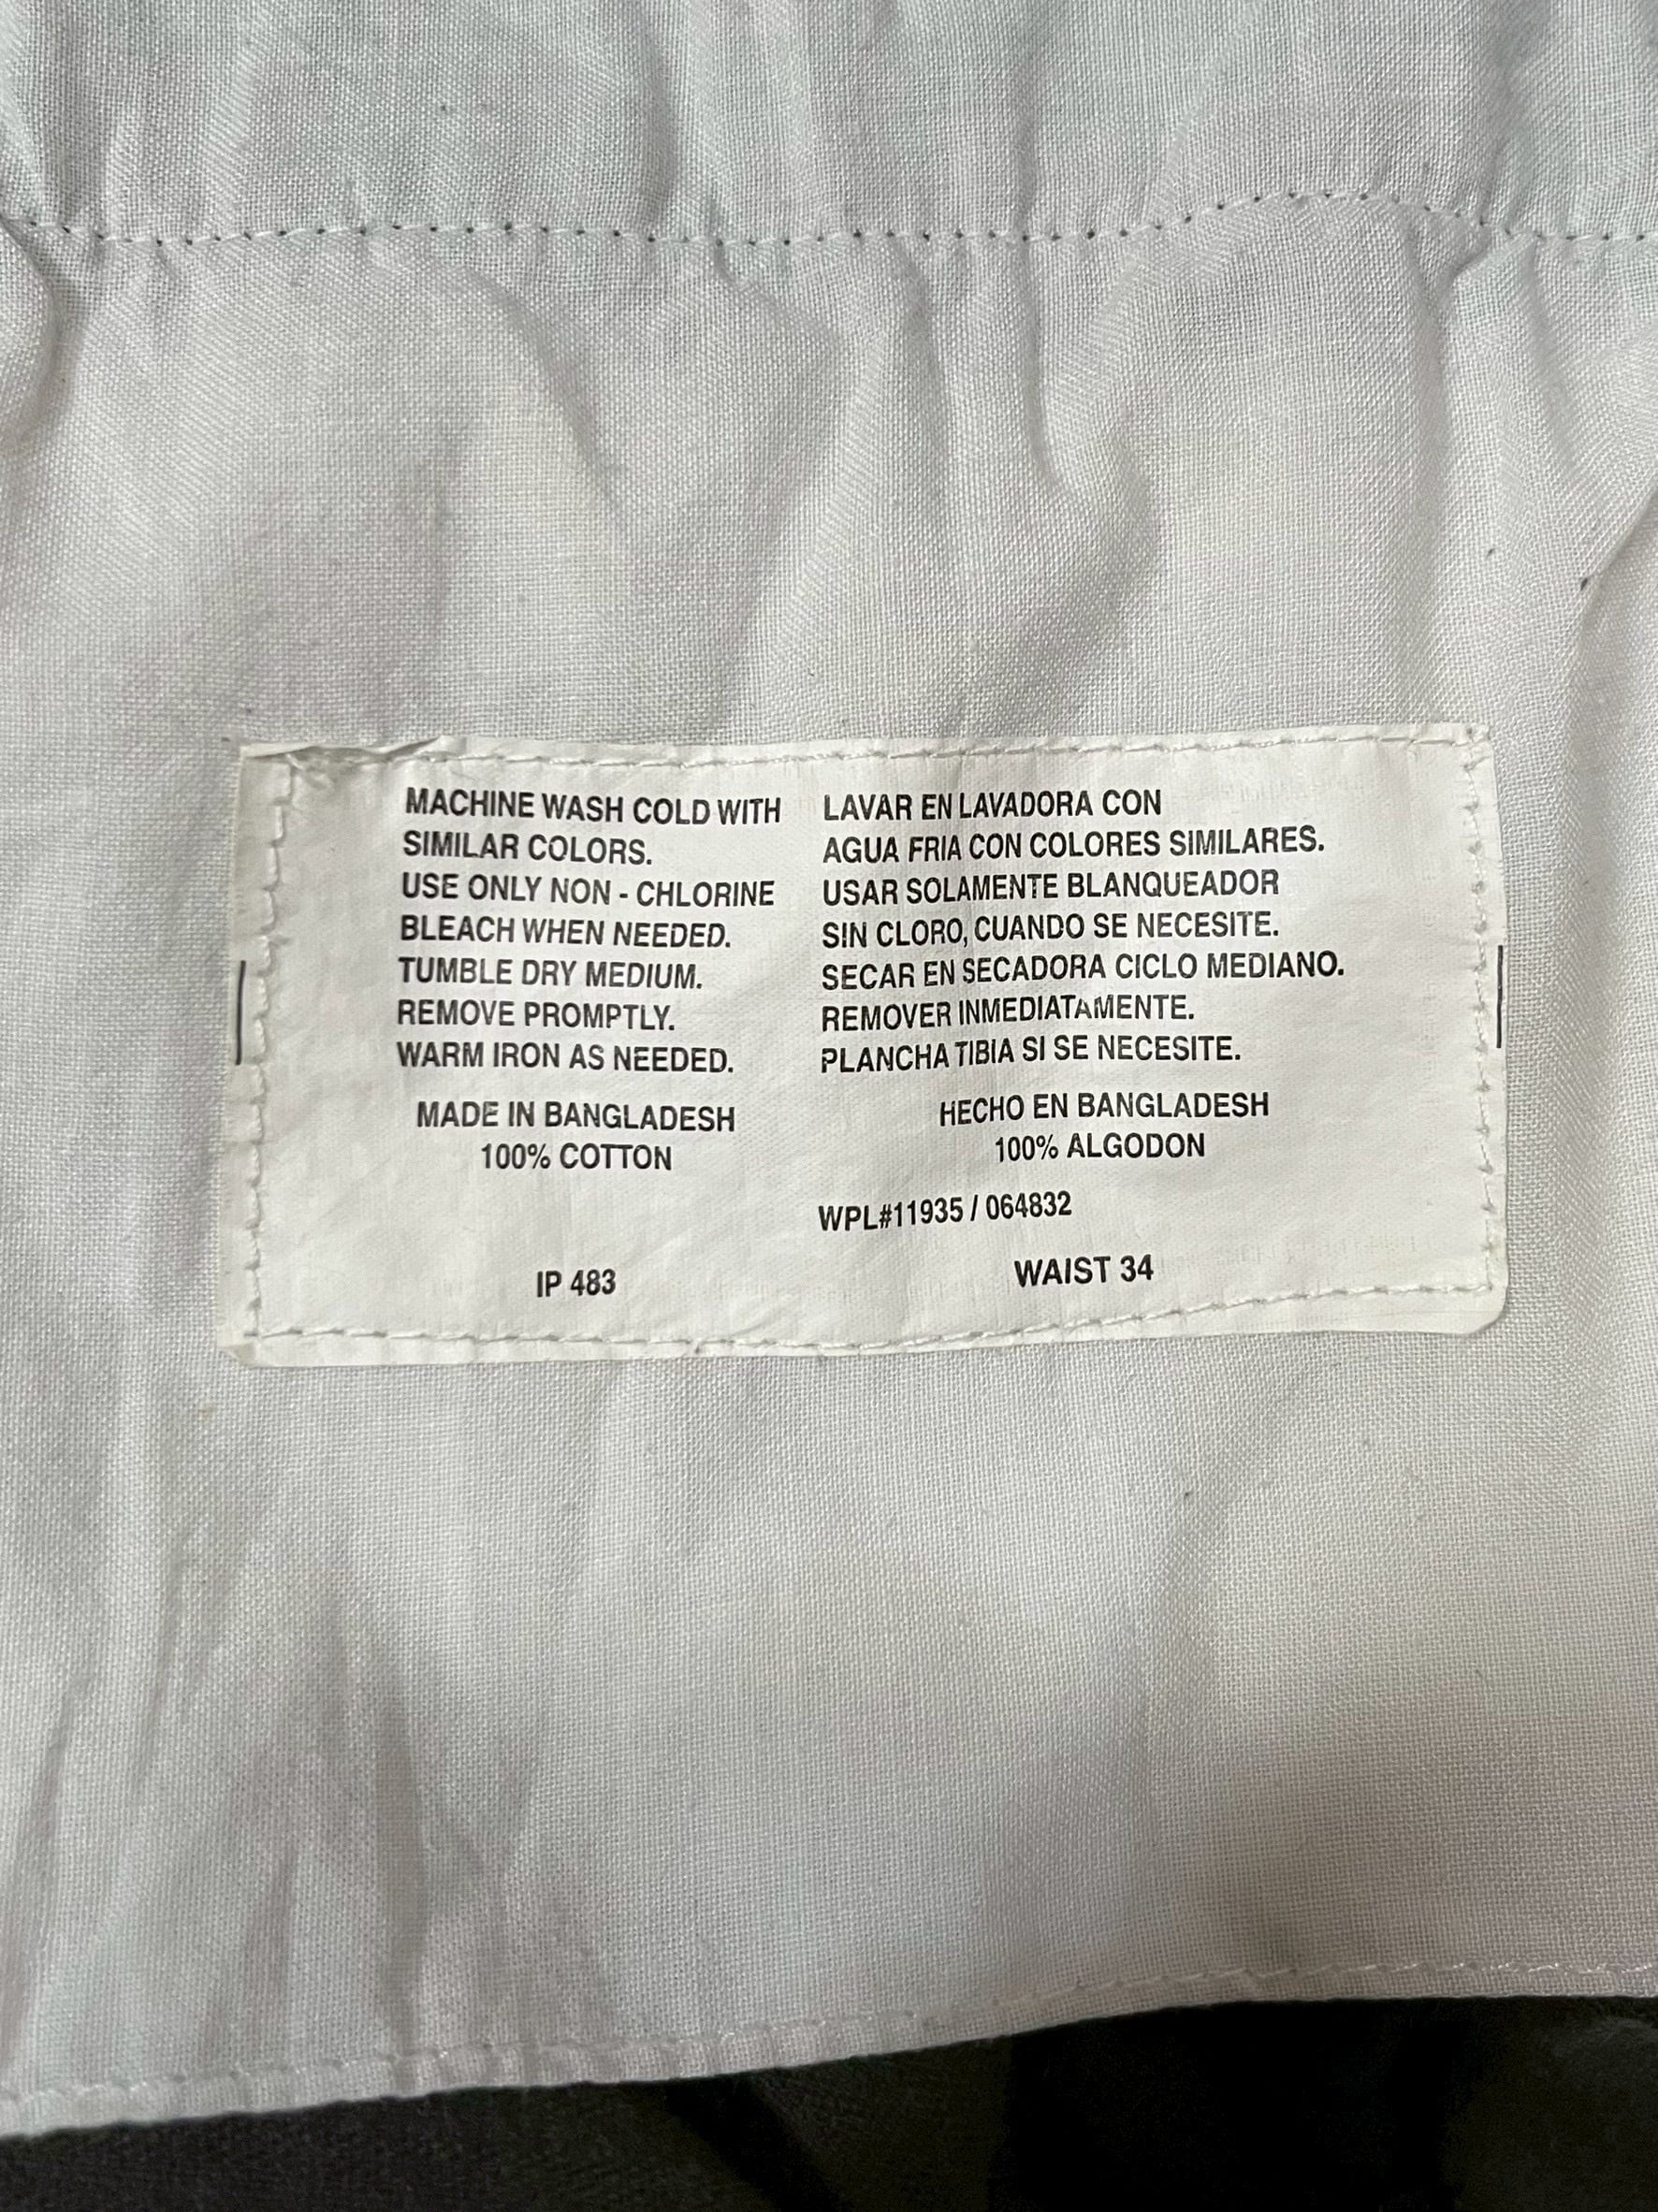 MACHINE WASH COLD WITH
SIMILAR COLORS.
USE ONLY NON - CHLORINE
BLEACH WHEN NEEDED.
TUMBLE DRY MEDIUM.
REMOVE PROMPTLY.
WARM IRON AS NEEDED.
MADE IN BANGLADESH
100% COTTON
IP 483
LAVAR EN LAVADORA CON
AGUA FRIA CON COLORES SIMILARES.
USAR SOLAMENTE BLANQUEADOR
SIN CLORO, CUANDO SE NECESITE.
SECAR EN SECADORA CICLO MEDIANO.
REMOVER INMEDIATAMENTE.
PLANCHA TIBIA SI SE NECESITE.
HECHO EN BANGLADESH
100% ALGODON
WPL#11935 / 064832
WAIST 34